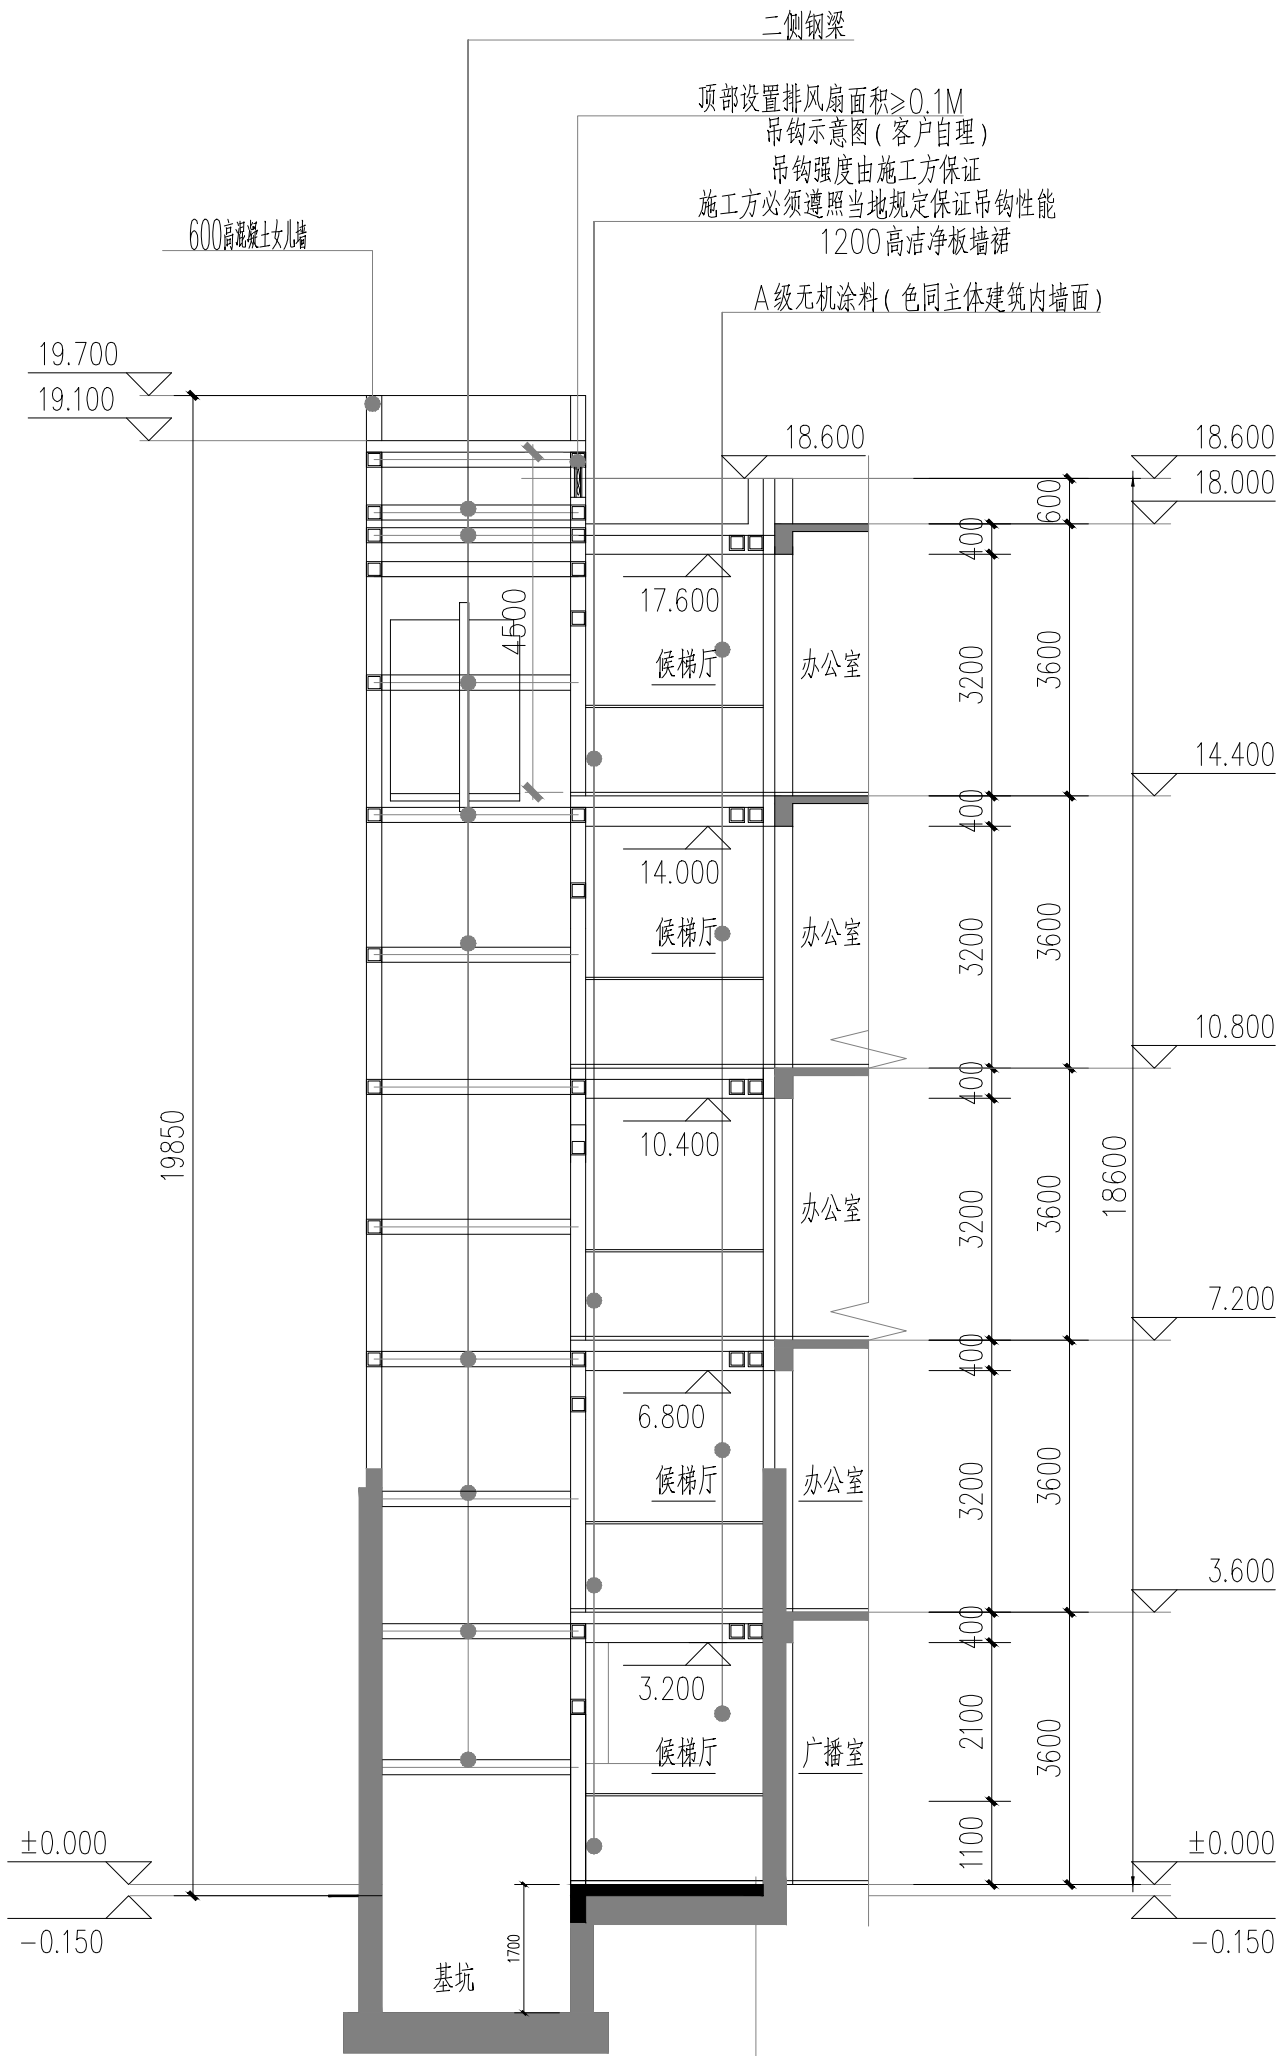 二侧钢梁
顶部设置排风扇面积≥0.1M
吊钩示意图(客户自理)
吊钩强度由施工方保证
施工方必须遵照当地规定保证吊钩性能
600高混凝土女儿墙
1200高洁净板墙裙
A级无机涂料(色同主体建筑内墙面)
19.700
19.100
18.600
18.600
18.000
600
400
4500
17.600
候梯厅
办公室
3200
3600
14.400
400
14.000
候梯厅
办公室
3200
3600
10.800
400
10.400
19850
办公室
3200
3600
18600
7.200
400
6.800
候梯厅
办公室
3200
3600
3.600
400
3.200
候梯厅
广播室
2100
3600
1100
±0.000
±0.000
-0.150
-0.150
1700
基坑